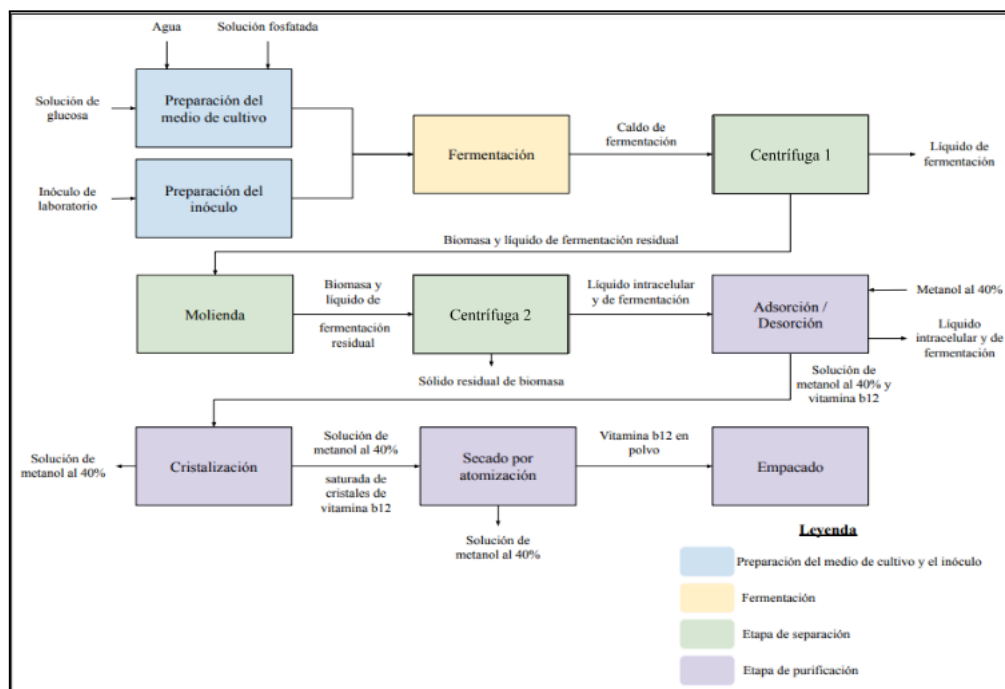 Agua
Solución fosfatada
Solución de
glucosa
Preparación del
medio de cultivo
Inóculo de
laboratorio
Preparación del
inóculo
Fermentación
Caldo de
fermentación
Centrífuga 1
Líquido de
fermentación
Biomasa y líquido de fermentación residual
Molienda
Biomasa y
líquido de
fermentación
residual
Centrífuga 2
Sólido residual de biomasa
Líquido intracelular
y de fermentación
Adsorción /
Desorción
Metanol al 40%
Líquido
intracelular y de
fermentación
Solución de
metanol al 40% y
vitamina b12
Solución de
metanol al 40%
Cristalización
Solución de
metanol al 40%
saturada de
cristales de
vitamina b12
Secado por
atomización
Solución de
metanol al 40%
Vitamina b12 en
polvo
Empacado
Leyenda
Preparación del medio de cultivo y el inóculo
Fermentación
Etapa de separación
Etapa de purificación